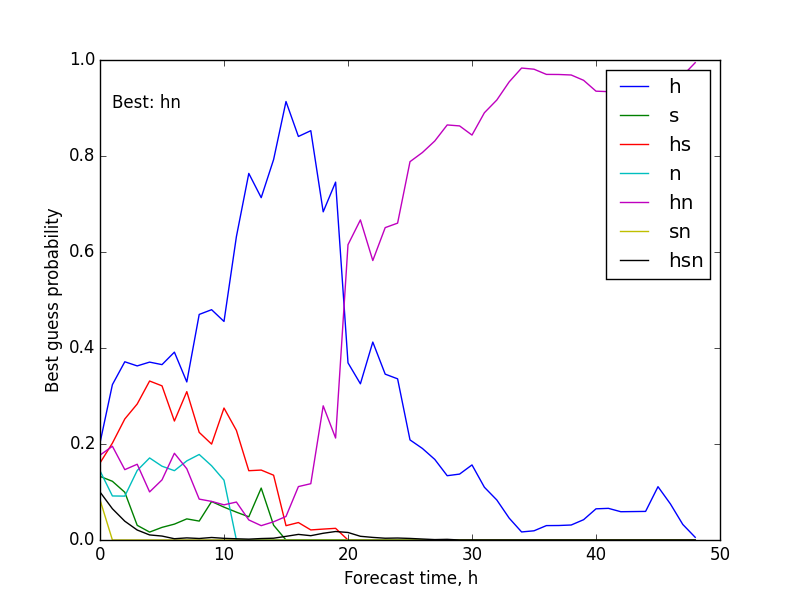 1.0
0.8
0.6
0.4
0.2
0.0
0
10
20
30
40
50
Best guess probability
Forecast time, h
Best: hn
h
s
hs
n
hn
sn
hsn